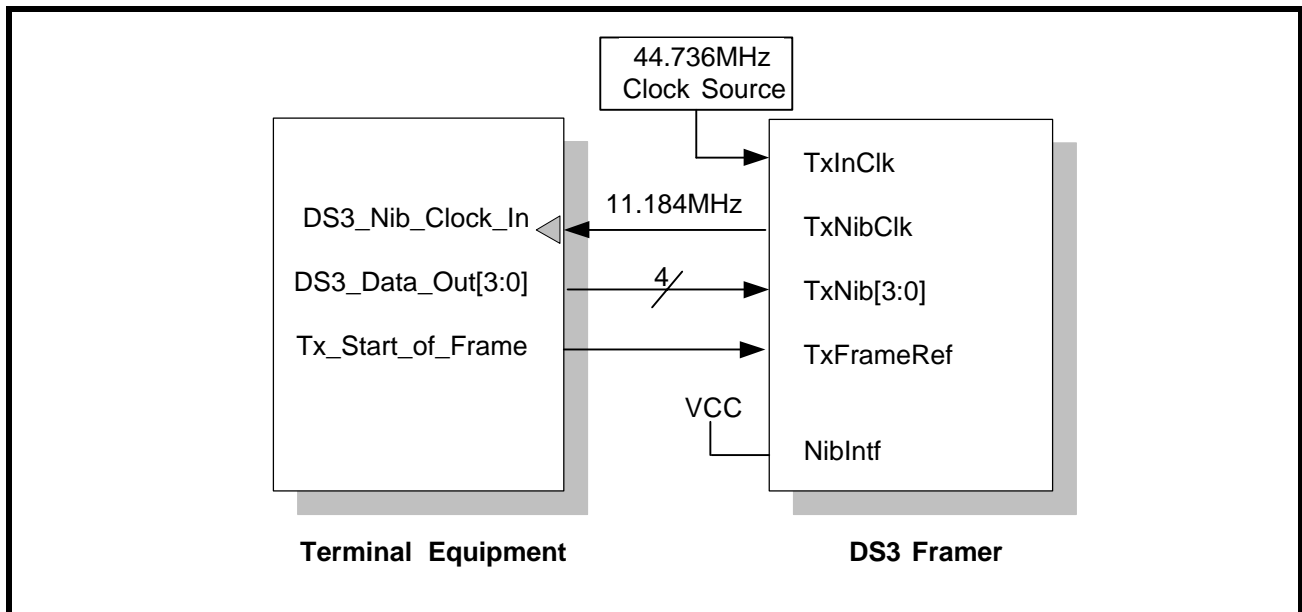 44.736MHz
Clock Source
DS3_Nib_Clock_In
DS3_Data_Out[3:0]
Tx_Start_of_Frame
11.184MHz
4
VCC
TxInClk
TxNibClk
TxNib[3:0]
TxFrameRef
NibIntf
Terminal Equipment
DS3 Framer